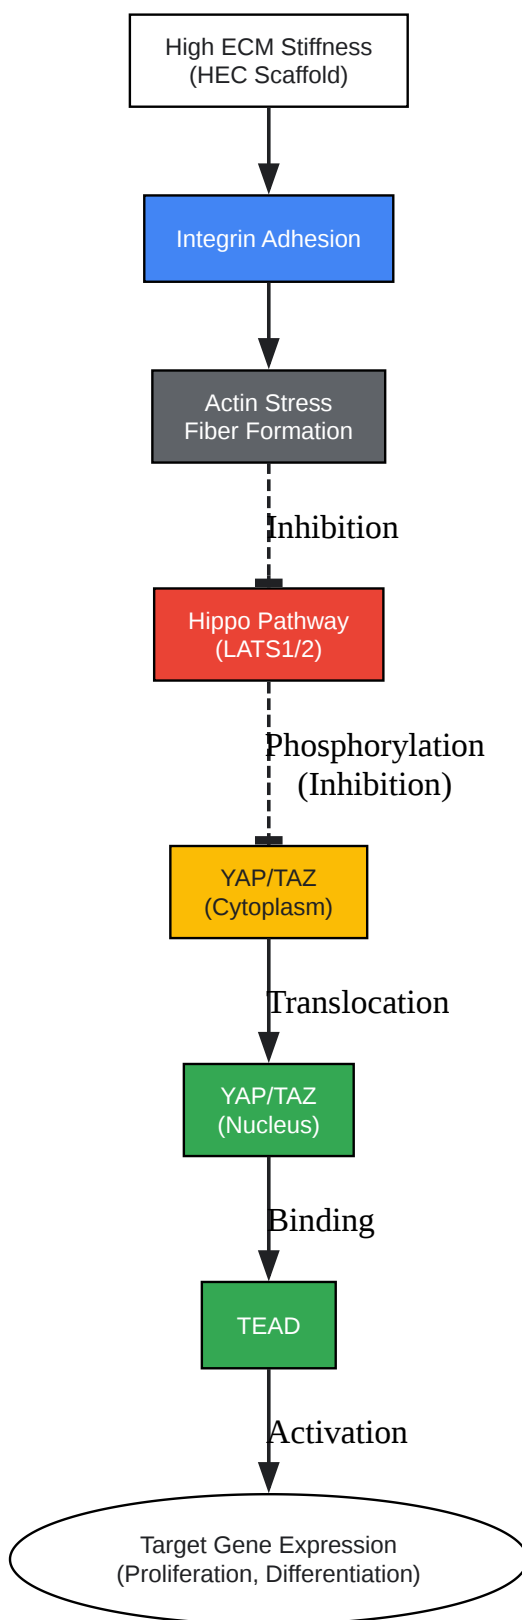 High ECM Stiffness
(HEC Scaffold)
Integrin Adhesion
Actin Stress
Fiber Formation
Inhibition
Hippo Pathway
(LATS1/2)
Phosphorylation
(Inhibition)
YAP/TAZ
(Cytoplasm)
Translocation
YAP/TAZ
(Nucleus)
Binding
TEAD
Activation
Target Gene Expression
(Proliferation, Differentiation)